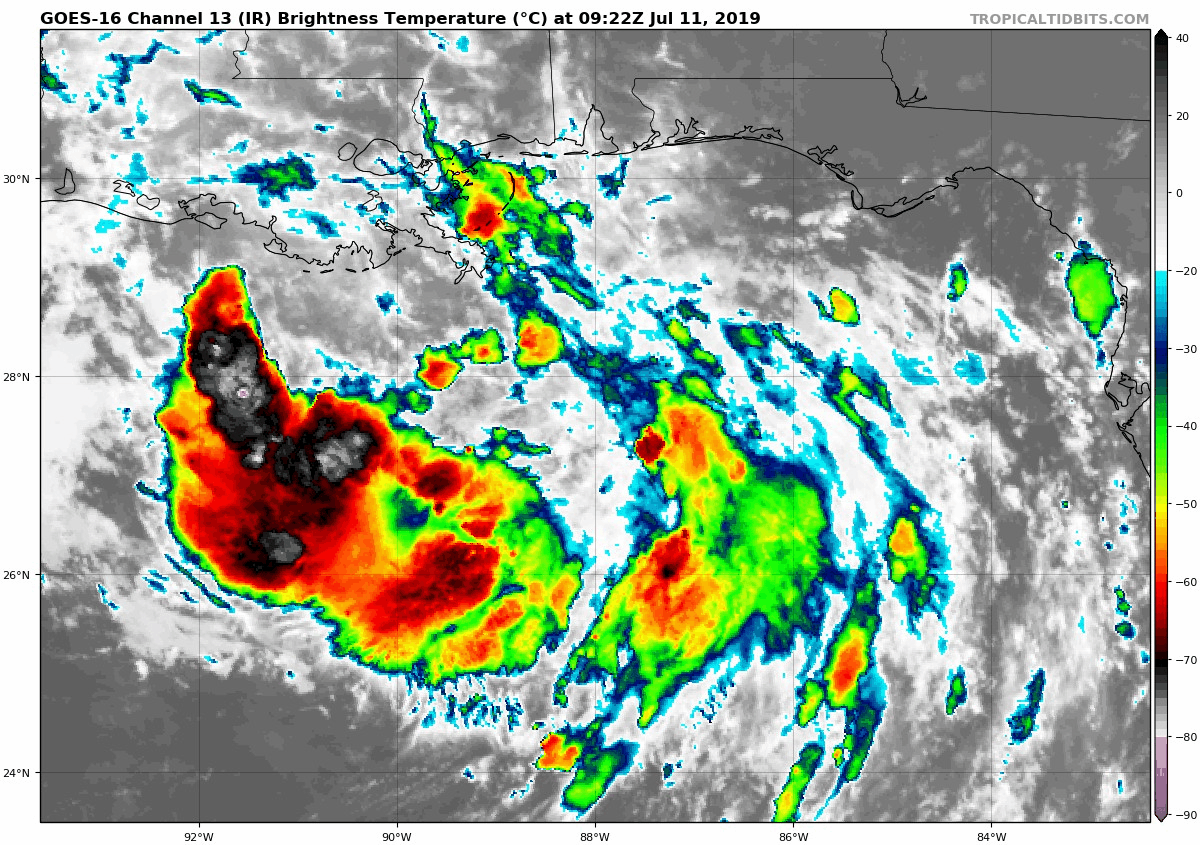 GOES-16 Channel 13 (IR) Brightness Temperature (°C) at 09:22Z Jul 11, 2019
TROPICALTIDBITS.COM
40
20
0
−20
−30
−40
−50
−60
−70
−80
−90
30°N
28°N
26°N
24°N
92°W
90°W
88°W
86°W
84°W